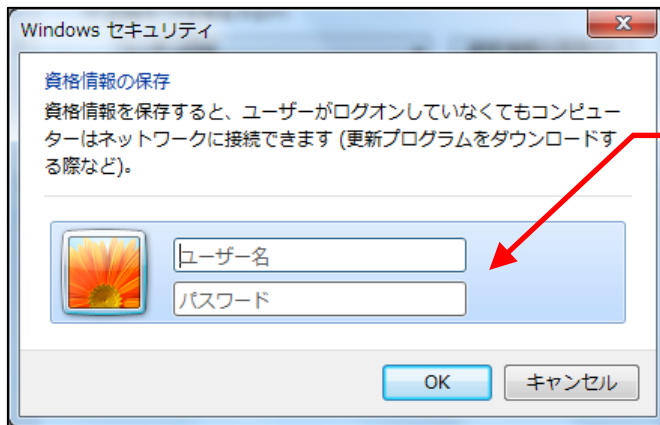 Windows セキュリティ
資格情報の保存
資格情報を保存すると、ユーザーがログオンしていなくてもコンピュー
ターはネットワークに接続できます (更新プログラムをダウンロードす
る際など)。
ユーザー名
パスワード
OK
キャンセル